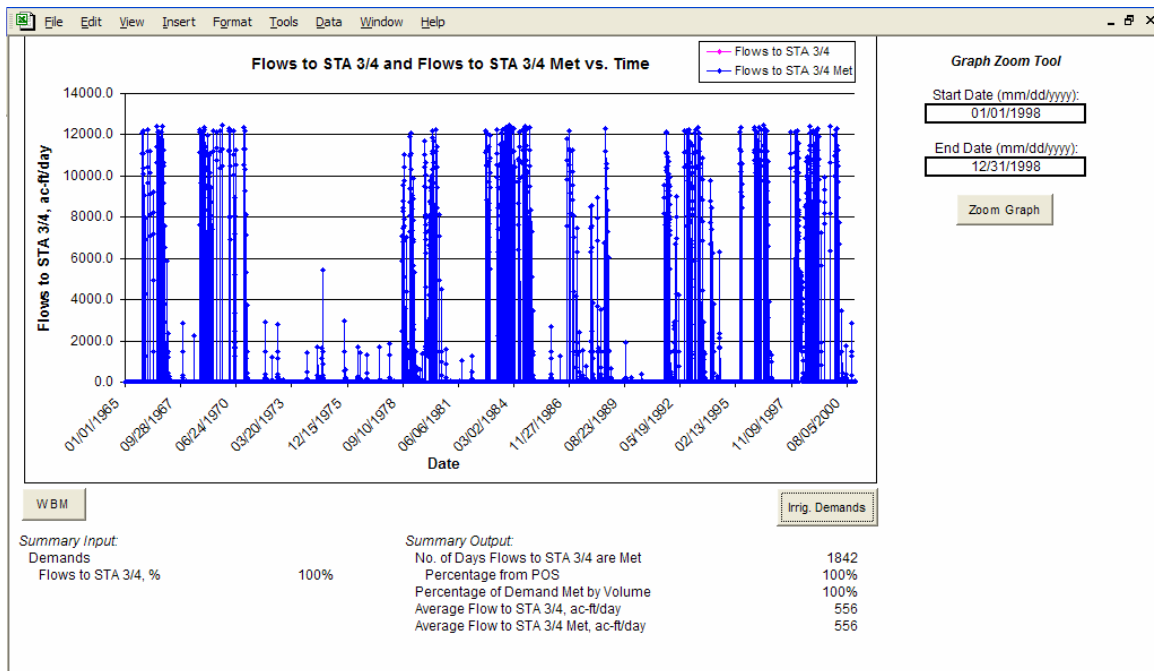 File Edit View Insert Format Tools Data Window Help
Flows to STA 3/4 and Flows to STA 3/4 Met vs. Time
Flows to STA 3/4
Flows to STA 3/4 Met
Flows to STA 3/4, ac-ft/day
14000.0
12000.0
10000.0
8000.0
6000.0
4000.0
2000.0
0.0
01/01/1965
09/28/1967
06/24/1970
03/20/1973
12/15/1975
09/10/1978
06/06/1981
03/02/1984
11/27/1986
08/23/1989
05/19/1992
02/13/1995
11/09/1997
08/05/2000
Date
Graph Zoom Tool
Start Date (mm/dd/yyyy):
01/01/1998
End Date (mm/dd/yyyy):
12/31/1998
Zoom Graph
WBM
Irrig. Demands
Summary Input:
Demands
Flows to STA 3/4, % 100%
Summary Output:
No. of Days Flows to STA 3/4 are Met 1842
Percentage from POS 100%
Percentage of Demand Met by Volume 100%
Average Flow to STA 3/4, ac-ft/day 556
Average Flow to STA 3/4 Met, ac-ft/day 556